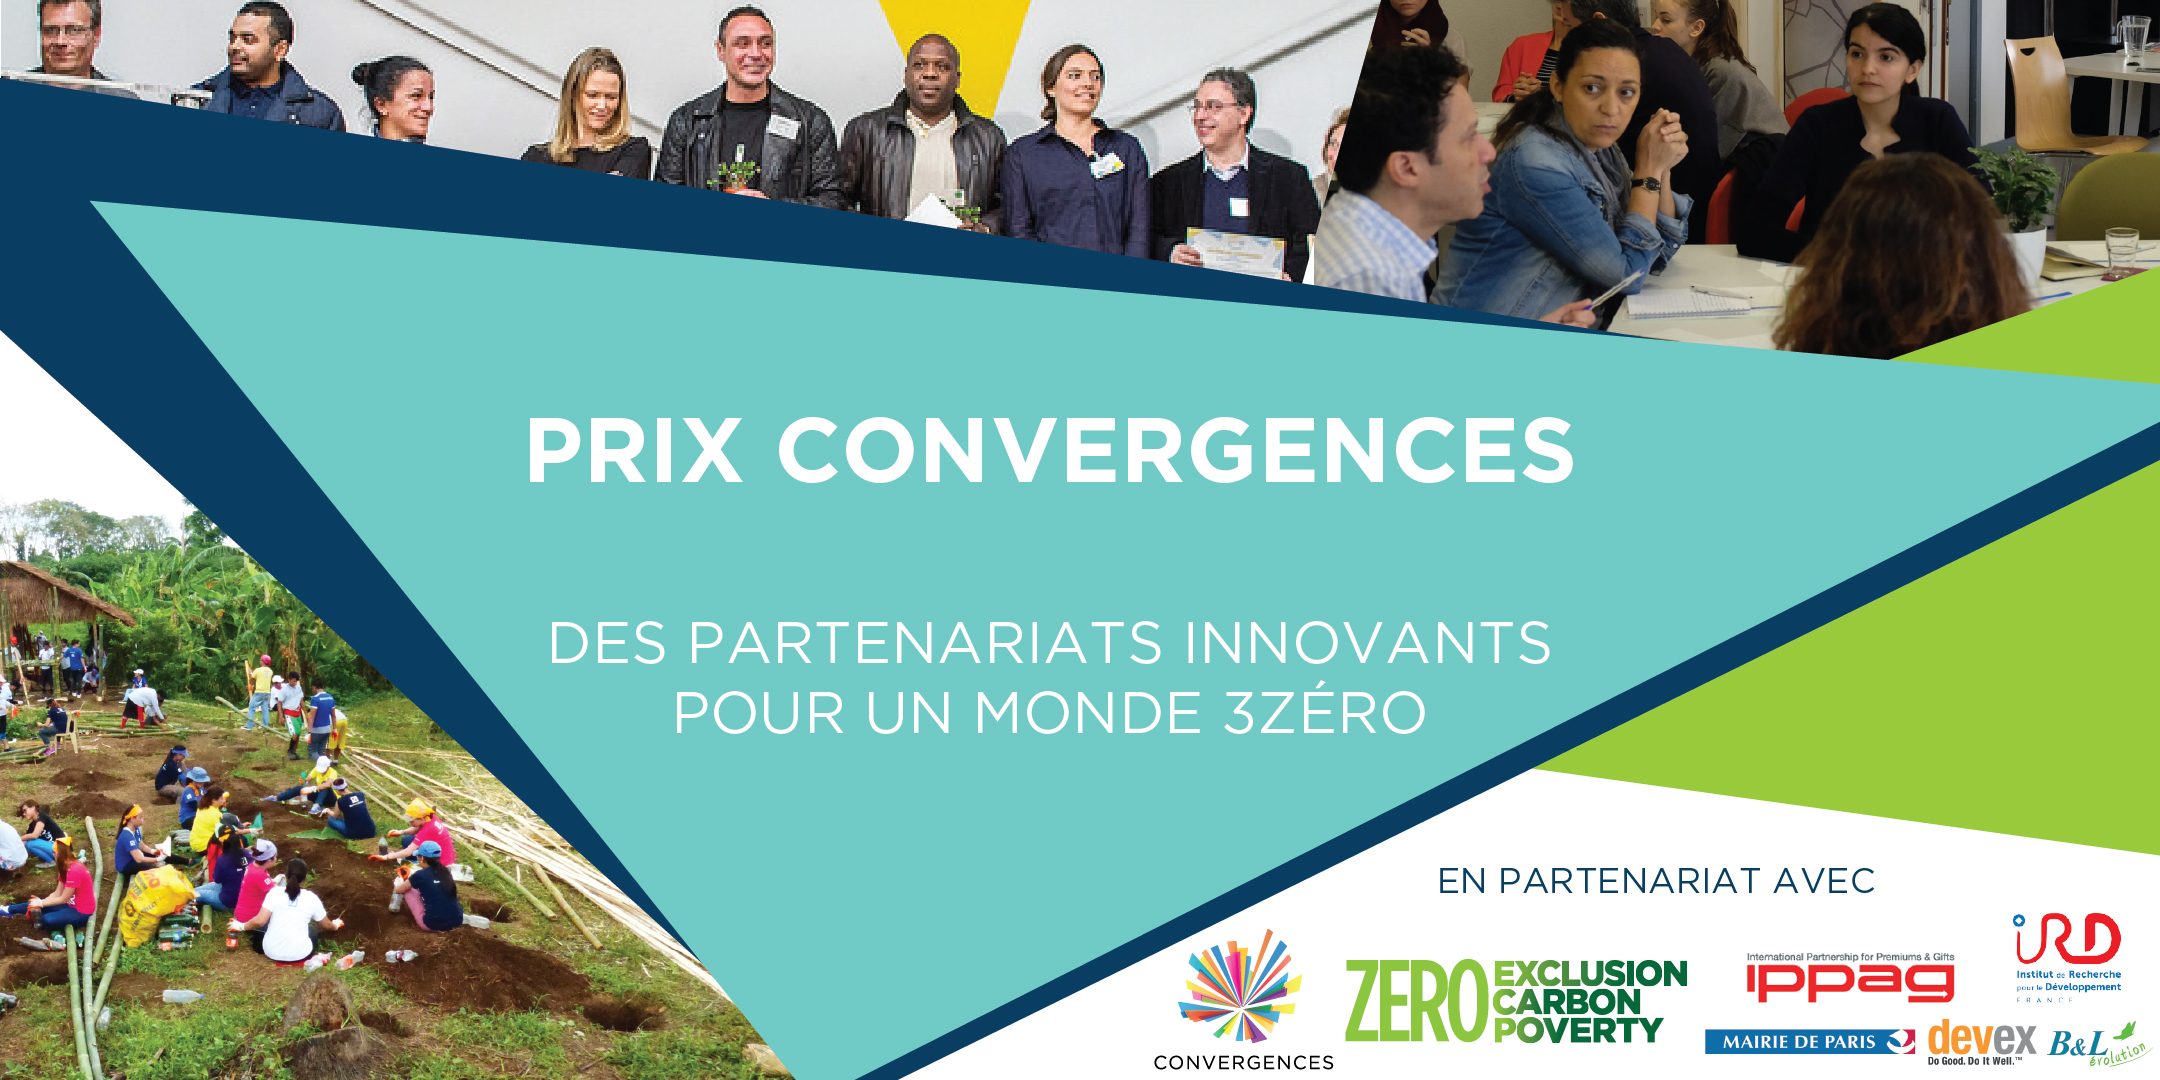 PRIX CONVERGENCES
DES PARTENARIATS INNOVANTS
POUR UN MONDE 3ZÉRO
EN PARTENARIAT AVEC
CONVERGENCES
ZERO
EXCLUSION
CARBON
POVERTY
International Partnership for Premiums & Gifts
ippag
iRD
Institut de Recherche
pour le Développement
FRANCE
MAIRIE DE PARIS
devex
Do Good. Do It Well.™
B&L
évolution